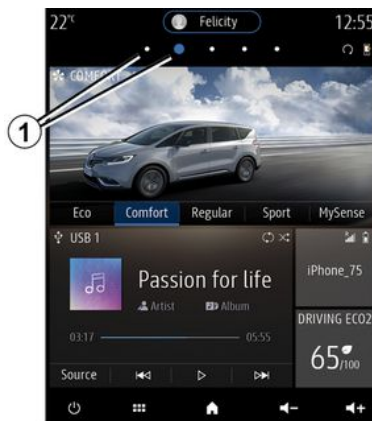 22°C Felicity 12:55
1
COMFORT
Eco Comfort Regular Sport MySense
USB 1
iPhone_75
Passion for life
Artist Album
DRIVING ECO2
03:17 05:55
65/100
Source